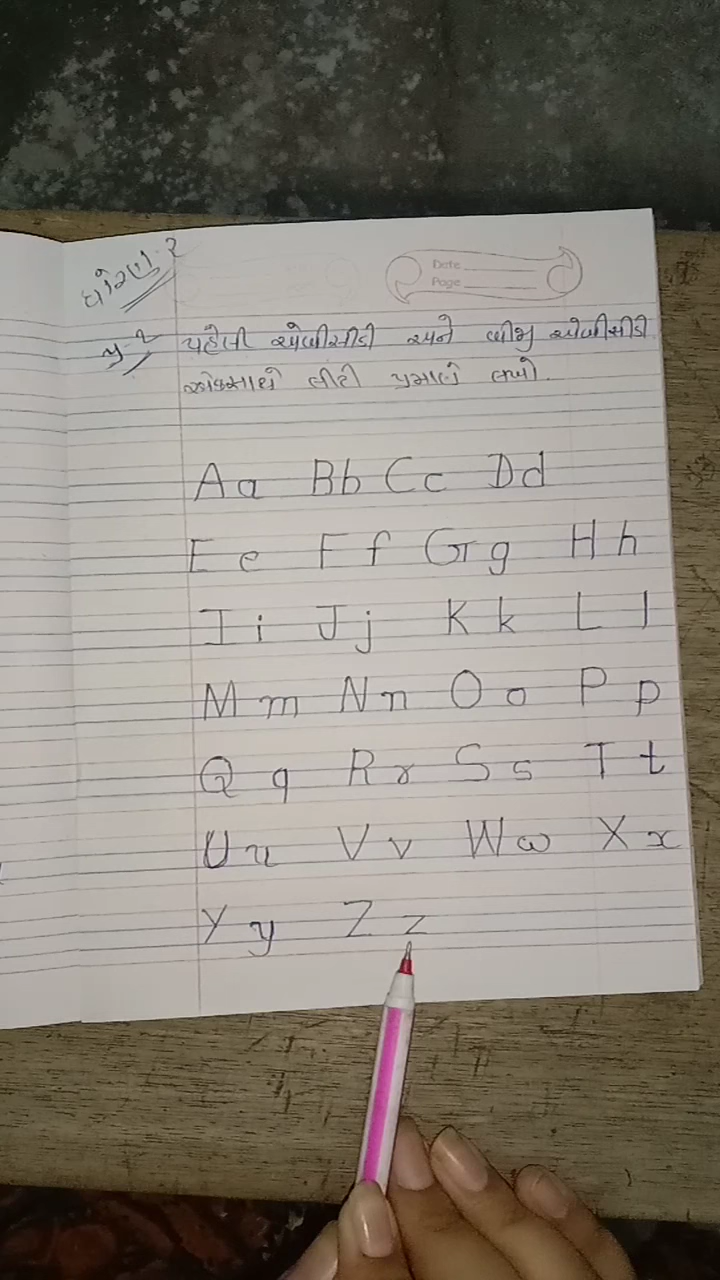 ધોરણ-૨
Date
Page
પ્ર-૨ પહેલી એબીસીડી અને બીજી એબીસીડી
એકસાથે લીટી પ્રમાણે લખો.
Aa Bb Cc Dd
Ee Ff Gg Hh
Ii Jj Kk Ll
Mm Nn Oo Pp
Qq Rr Ss Tt
Uu Vv Ww Xx
Yy Zz